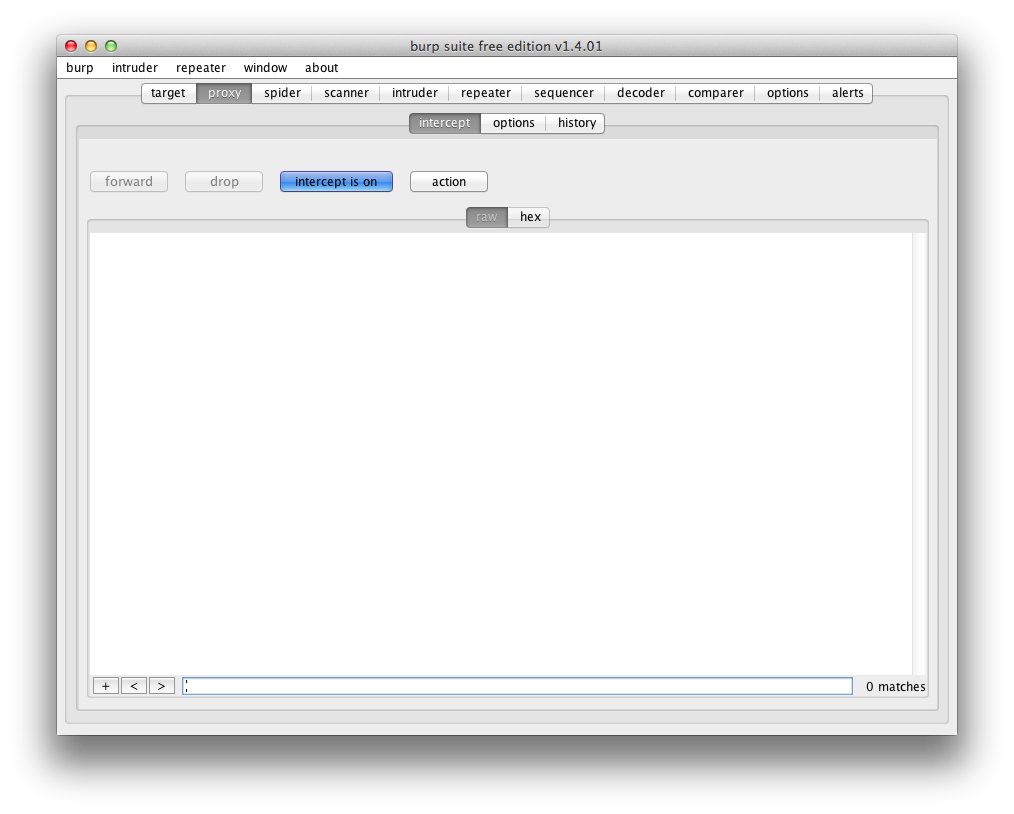 burp suite free edition v1.4.01
burp intruder repeater window about
target proxy spider scanner intruder repeater sequencer decoder comparer options alerts
intercept options history
forward drop intercept is on action
raw hex
+ < > 0 matches